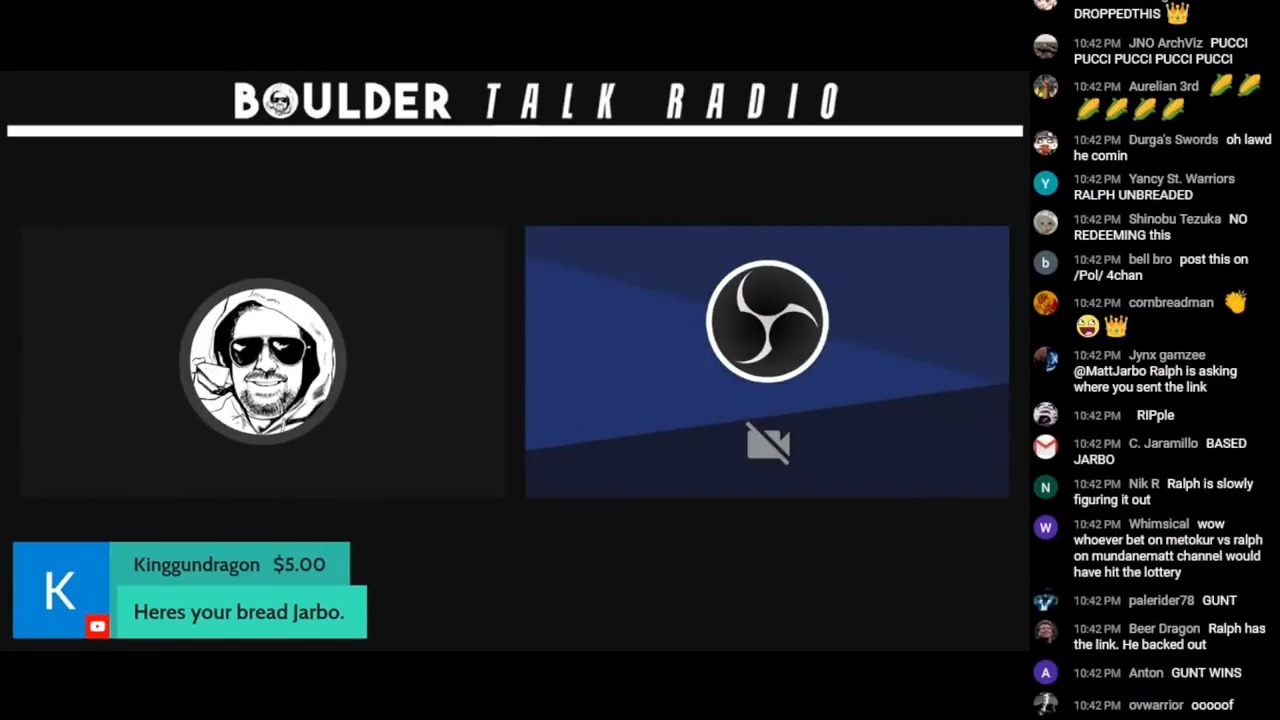 BOULDER TALK RADIO
K
Kinggundragon $5.00
Heres your bread Jarbo.
DROPPEDTHIS 👑
10:42 PM JNO ArchViz PUCCI
PUCCI PUCCI PUCCI PUCCI
10:42 PM Aurelian 3rd 🌽🌽
🌽🌽🌽🌽
10:42 PM Durga's Swords oh lawd
he comin
Y
10:42 PM Yancy St. Warriors
RALPH UNBREADED
10:42 PM Shinobu Tezuka NO
REDEEMING this
b
10:42 PM bell bro post this on
/Pol/ 4chan
10:42 PM cornbreadman 👏
😆👑
10:42 PM Jynx gamzee
@MattJarbo Ralph is asking
where you sent the link
10:42 PM RIPple
10:42 PM C. Jaramillo BASED
JARBO
N
10:42 PM Nik R Ralph is slowly
figuring it out
W
10:42 PM Whimsical wow
whoever bet on metokur vs ralph
on mundanematt channel would
have hit the lottery
10:42 PM palerider78 GUNT
10:42 PM Beer Dragon Ralph has
the link. He backed out
A
10:42 PM Anton GUNT WINS
10:42 PM ovwarrior ooooof